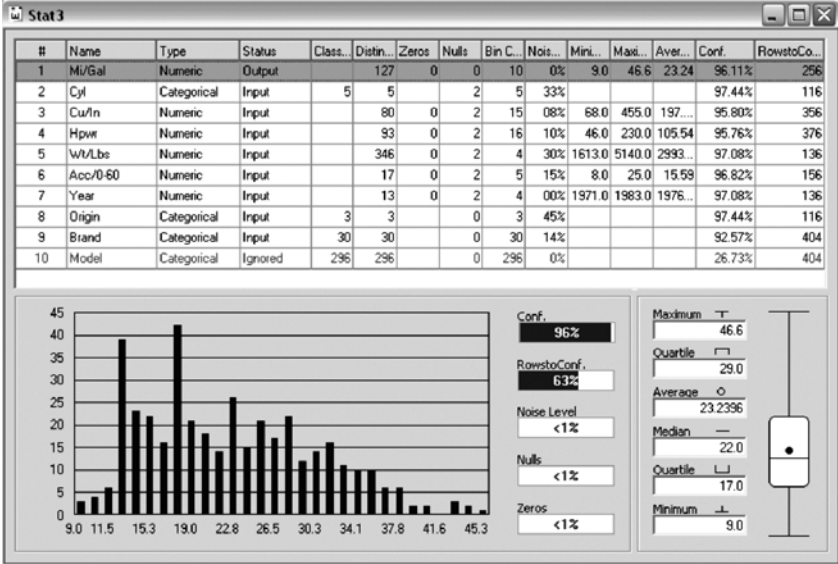 Stat3
# Name Type Status Class... Distin... Zeros Nulls Bin C... Nois... Mini... Maxi... Aver... Conf. RowstoCo...
1 Mi/Gal Numeric Output 127 0 0 10 0% 9.0 46.6 23.24 96.11% 256
2 Cyl Categorical Input 5 5 2 5 33% 97.44% 116
3 Cu/In Numeric Input 80 0 2 15 08% 68.0 455.0 197.... 95.80% 356
4 Hpwr Numeric Input 93 0 2 16 10% 46.0 230.0 105.54 95.76% 376
5 Wt/Lbs Numeric Input 346 0 2 4 30% 1613.0 5140.0 2993... 97.08% 136
6 Acc/0-60 Numeric Input 17 0 2 5 15% 8.0 25.0 15.59 96.82% 156
7 Year Numeric Input 13 0 2 4 00% 1971.0 1983.0 1976... 97.08% 136
8 Origin Categorical Input 3 3 0 3 45% 97.44% 116
9 Brand Categorical Input 30 30 0 30 14% 92.57% 404
10 Model Categorical Ignored 296 296 0 296 0% 26.73% 404
45
40
35
30
25
20
15
10
5
0
9.0 11.5 15.3 19.0 22.8 26.5 30.3 34.1 37.8 41.6 45.3
Conf.
96%
RowstoConf.
63%
Noise Level
<1%
Nulls
<1%
Zeros
<1%
Maximum
46.6
Quartile
29.0
Average
23.2396
Median
22.0
Quartile
17.0
Minimum
9.0